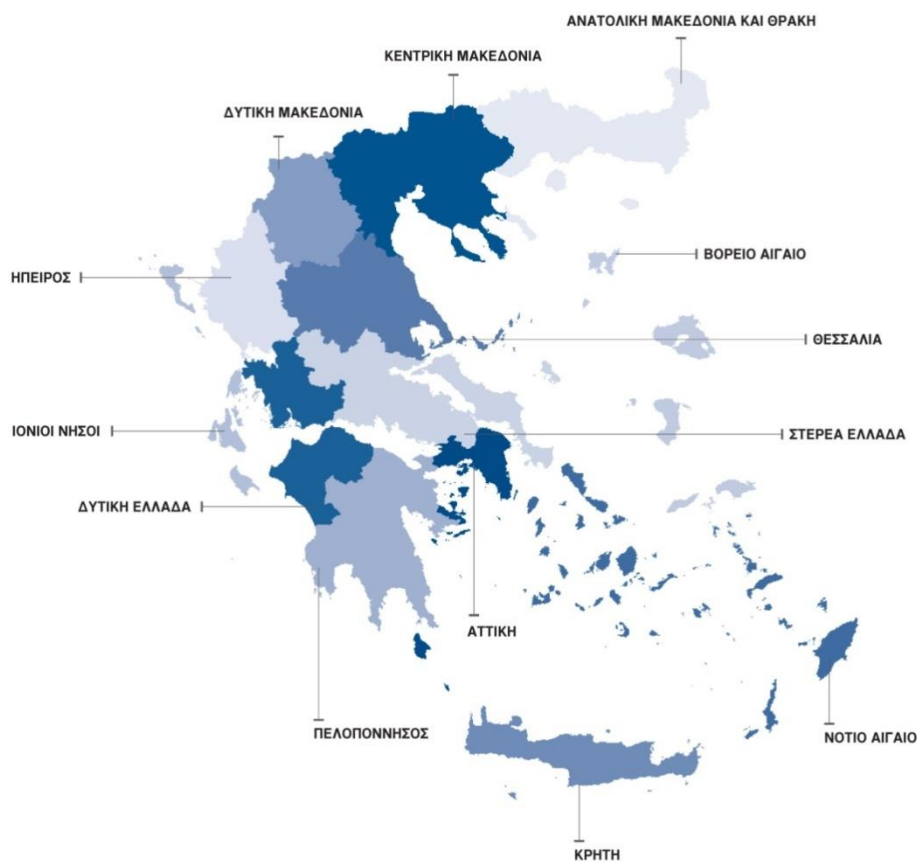 ΑΝΑΤΟΛΙΚΗ ΜΑΚΕΔΟΝΙΑ ΚΑΙ ΘΡΑΚΗ
ΚΕΝΤΡΙΚΗ ΜΑΚΕΔΟΝΙΑ
ΔΥΤΙΚΗ ΜΑΚΕΔΟΝΙΑ
ΒΟΡΕΙΟ ΑΙΓΑΙΟ
ΗΠΕΙΡΟΣ
ΘΕΣΣΑΛΙΑ
ΙΟΝΙΟΙ ΝΗΣΟΙ
ΣΤΕΡΕΑ ΕΛΛΑΔΑ
ΔΥΤΙΚΗ ΕΛΛΑΔΑ
ΑΤΤΙΚΗ
ΠΕΛΟΠΟΝΝΗΣΟΣ
ΝΟΤΙΟ ΑΙΓΑΙΟ
ΚΡΗΤΗ